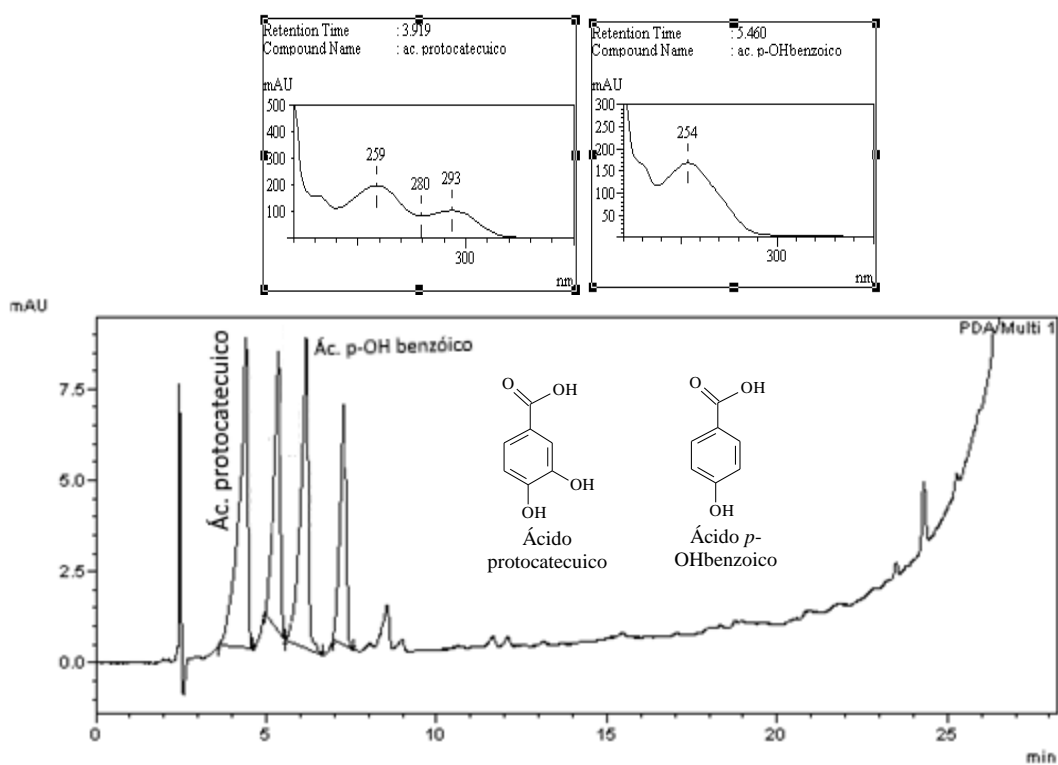 Retention Time : 3.919
Compound Name : ac. protocatecuico
mAU
500
400
300
200
100
259
280
293
300
nm
Retention Time : 5.460
Compound Name : ac. p-OHbenzoico
mAU
300
250
200
150
100
50
254
300
nm
mAU
PDA Multi 1
7.5
5.0
2.5
0.0
Ác. protocatecuico
Ác. p-OH benzóico
O
OH
OH
OH
Ácido
protocatecuico
O
OH
OH
Ácido p-
OHbenzoico
0
5
10
15
20
25
min